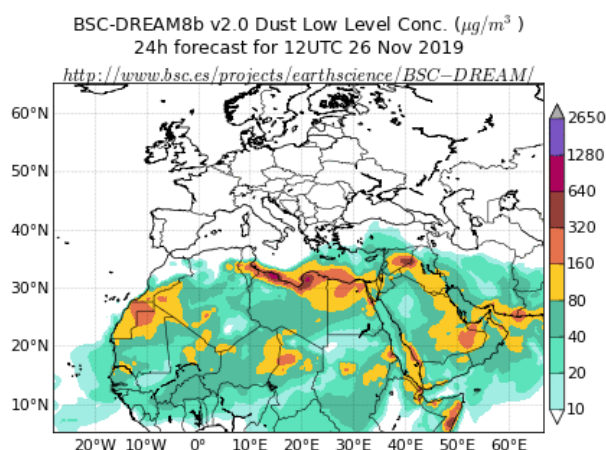 BSC-DREAM8b v2.0 Dust Low Level Conc. (μg/m³ )
24h forecast for 12UTC 26 Nov 2019
http://www.bsc.es/projects/earthscience/BSC−DREAM/
60°N
50°N
40°N
30°N
20°N
10°N
20°W
10°W
0°
10°E
20°E
30°E
40°E
50°E
60°E
2650
1280
640
320
160
80
40
20
10